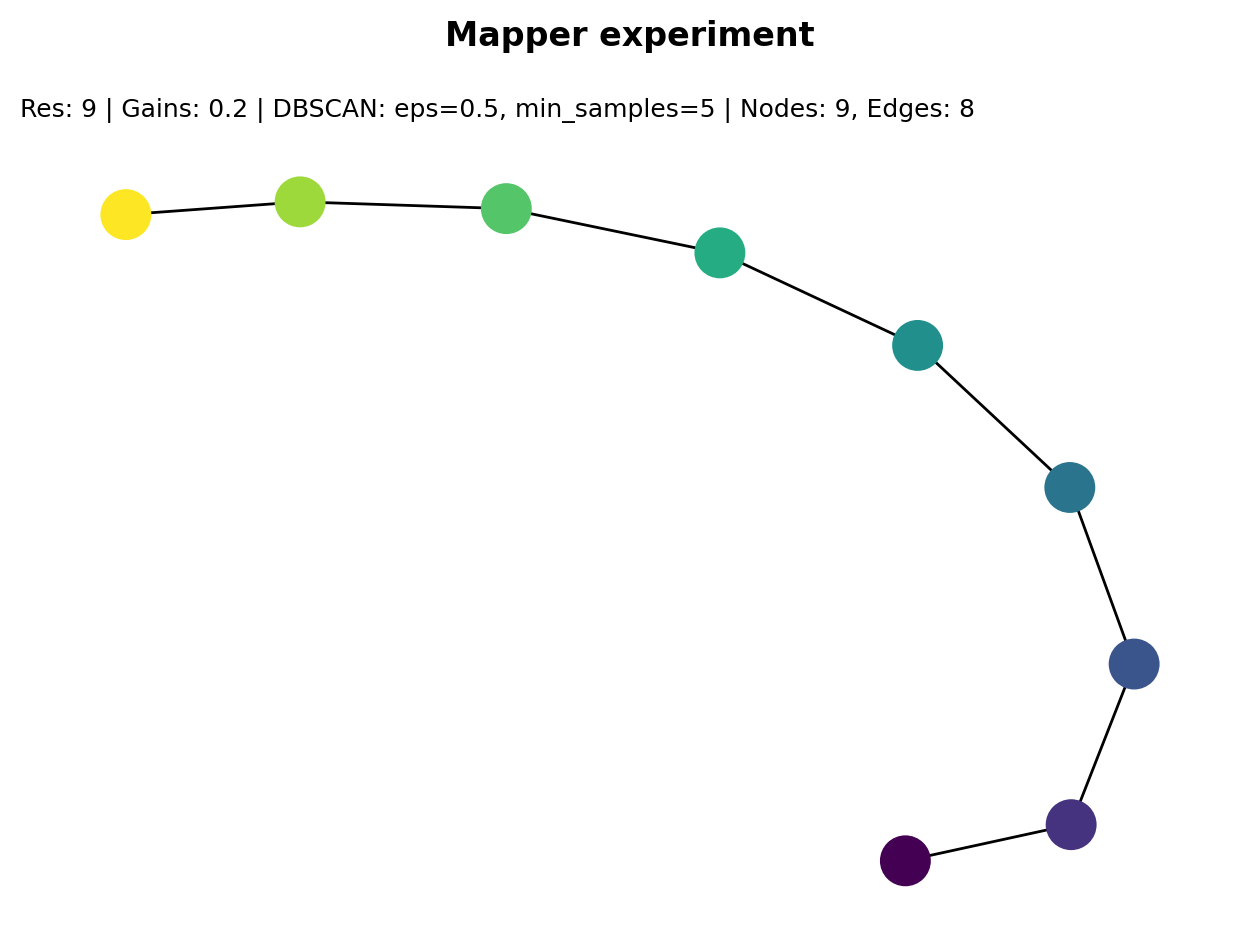 Mapper experiment
Res: 9 | Gains: 0.2 | DBSCAN: eps=0.5, min_samples=5 | Nodes: 9, Edges: 8